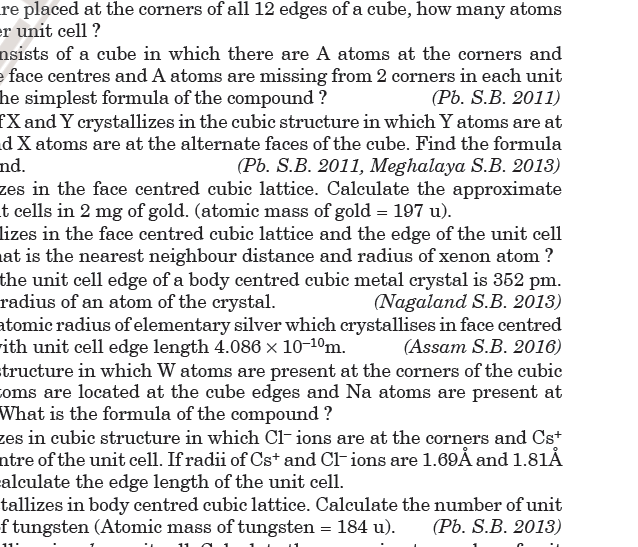 re placed at the corners of all 12 edges of a cube, how many atoms
er unit cell ?
nsists of a cube in which there are A atoms at the corners and
e face centres and A atoms are missing from 2 corners in each unit
he simplest formula of the compound ? (Pb. S.B. 2011)
f X and Y crystallizes in the cubic structure in which Y atoms are at
d X atoms are at the alternate faces of the cube. Find the formula
nd. (Pb. S.B. 2011, Meghalaya S.B. 2013)
zes in the face centred cubic lattice. Calculate the approximate
t cells in 2 mg of gold. (atomic mass of gold = 197 u).
lizes in the face centred cubic lattice and the edge of the unit cell
at is the nearest neighbour distance and radius of xenon atom ?
the unit cell edge of a body centred cubic metal crystal is 352 pm.
radius of an atom of the crystal. (Nagaland S.B. 2013)
atomic radius of elementary silver which crystallises in face centred
ith unit cell edge length 4.086 × 10⁻¹⁰m. (Assam S.B. 2016)
structure in which W atoms are present at the corners of the cubic
toms are located at the cube edges and Na atoms are present at
What is the formula of the compound ?
zes in cubic structure in which Cl⁻ ions are at the corners and Cs⁺
ntre of the unit cell. If radii of Cs⁺ and Cl⁻ ions are 1.69Å and 1.81Å
calculate the edge length of the unit cell.
tallizes in body centred cubic lattice. Calculate the number of unit
f tungsten (Atomic mass of tungsten = 184 u). (Pb. S.B. 2013)